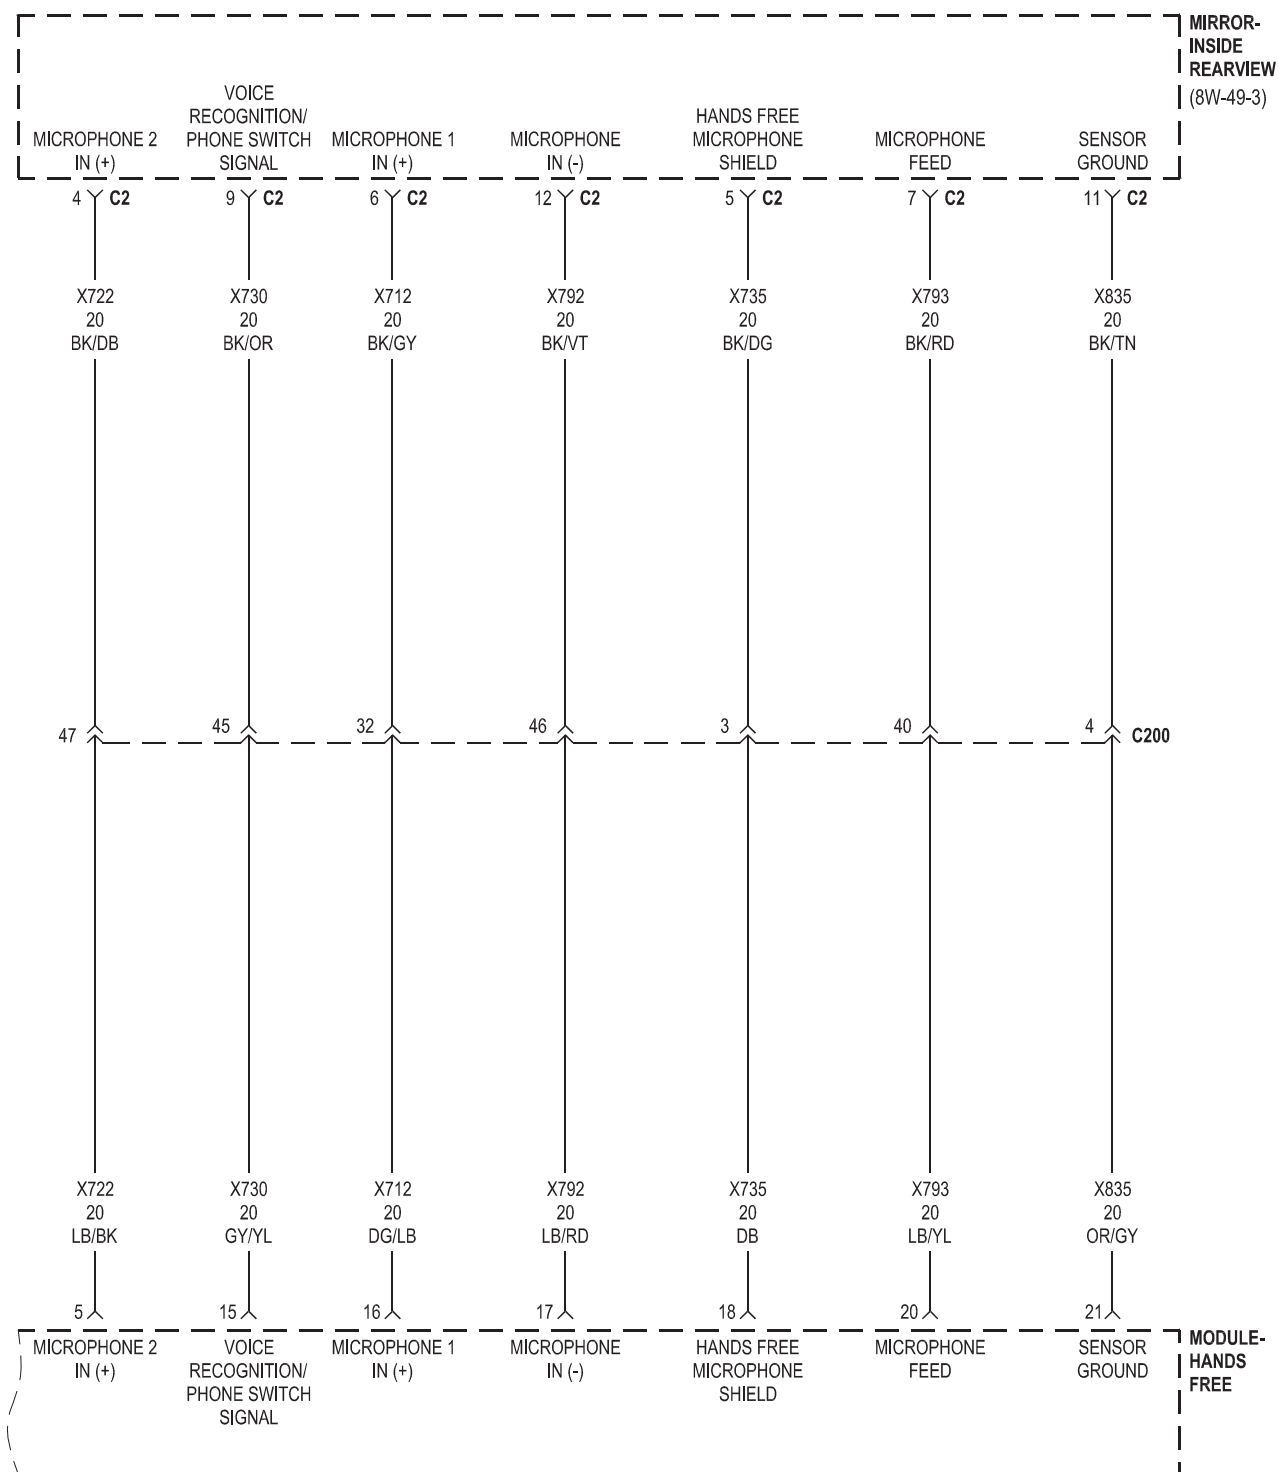 MIRROR-
INSIDE
REARVIEW
(8W-49-3)
MICROPHONE 2
IN (+)
VOICE
RECOGNITION/
PHONE SWITCH
SIGNAL
MICROPHONE 1
IN (+)
MICROPHONE
IN (-)
HANDS FREE
MICROPHONE
SHIELD
MICROPHONE
FEED
SENSOR
GROUND
4 C2
9 C2
6 C2
12 C2
5 C2
7 C2
11 C2
X722
20
BK/DB
X730
20
BK/OR
X712
20
BK/GY
X792
20
BK/VT
X735
20
BK/DG
X793
20
BK/RD
X835
20
BK/TN
47
45
32
46
3
40
4
C200
X722
20
LB/BK
X730
20
GY/YL
X712
20
DG/LB
X792
20
LB/RD
X735
20
DB
X793
20
LB/YL
X835
20
OR/GY
5
15
16
17
18
20
21
MICROPHONE 2
IN (+)
VOICE
RECOGNITION/
PHONE SWITCH
SIGNAL
MICROPHONE 1
IN (+)
MICROPHONE
IN (-)
HANDS FREE
MICROPHONE
SHIELD
MICROPHONE
FEED
SENSOR
GROUND
MODULE-
HANDS
FREE